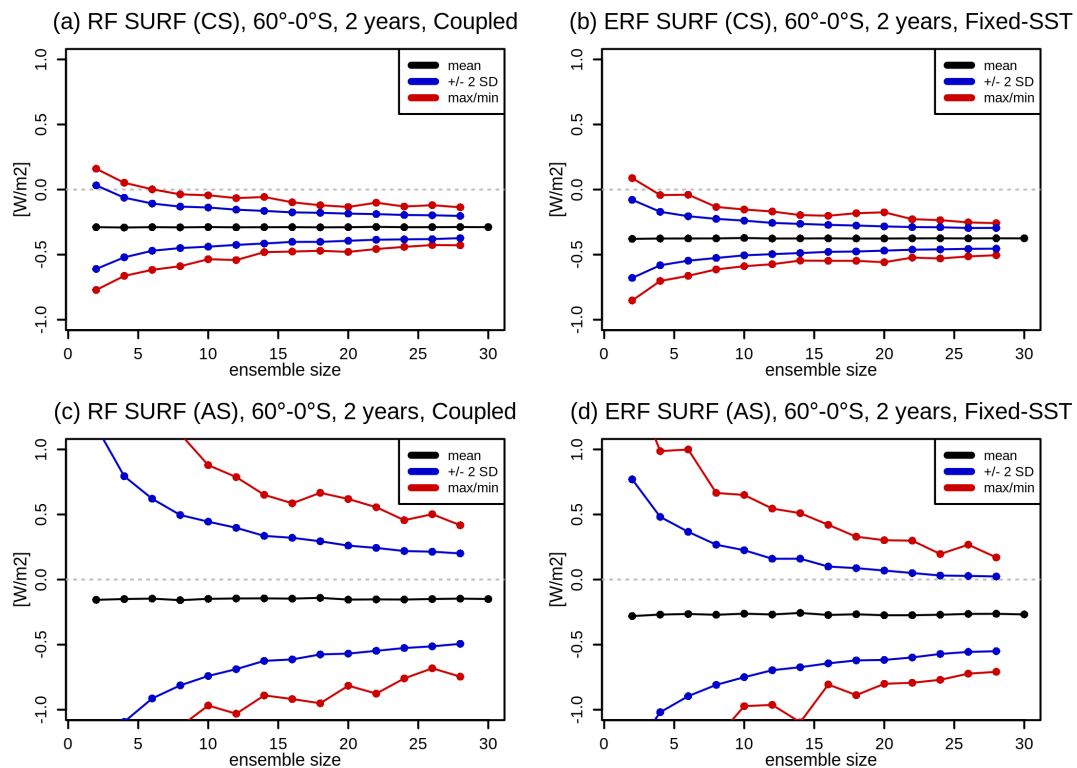 (a) RF SURF (CS), 60°-0°S, 2 years, Coupled
[W/m2]
1.0
0.5
0.0
-0.5
-1.0
mean
+/- 2 SD
max/min
0 5 10 15 20 25 30
ensemble size
(b) ERF SURF (CS), 60°-0°S, 2 years, Fixed-SST
[W/m2]
1.0
0.5
0.0
-0.5
-1.0
mean
+/- 2 SD
max/min
0 5 10 15 20 25 30
ensemble size
(c) RF SURF (AS), 60°-0°S, 2 years, Coupled
[W/m2]
1.0
0.5
0.0
-0.5
-1.0
mean
+/- 2 SD
max/min
0 5 10 15 20 25 30
ensemble size
(d) ERF SURF (AS), 60°-0°S, 2 years, Fixed-SST
[W/m2]
1.0
0.5
0.0
-0.5
-1.0
mean
+/- 2 SD
max/min
0 5 10 15 20 25 30
ensemble size